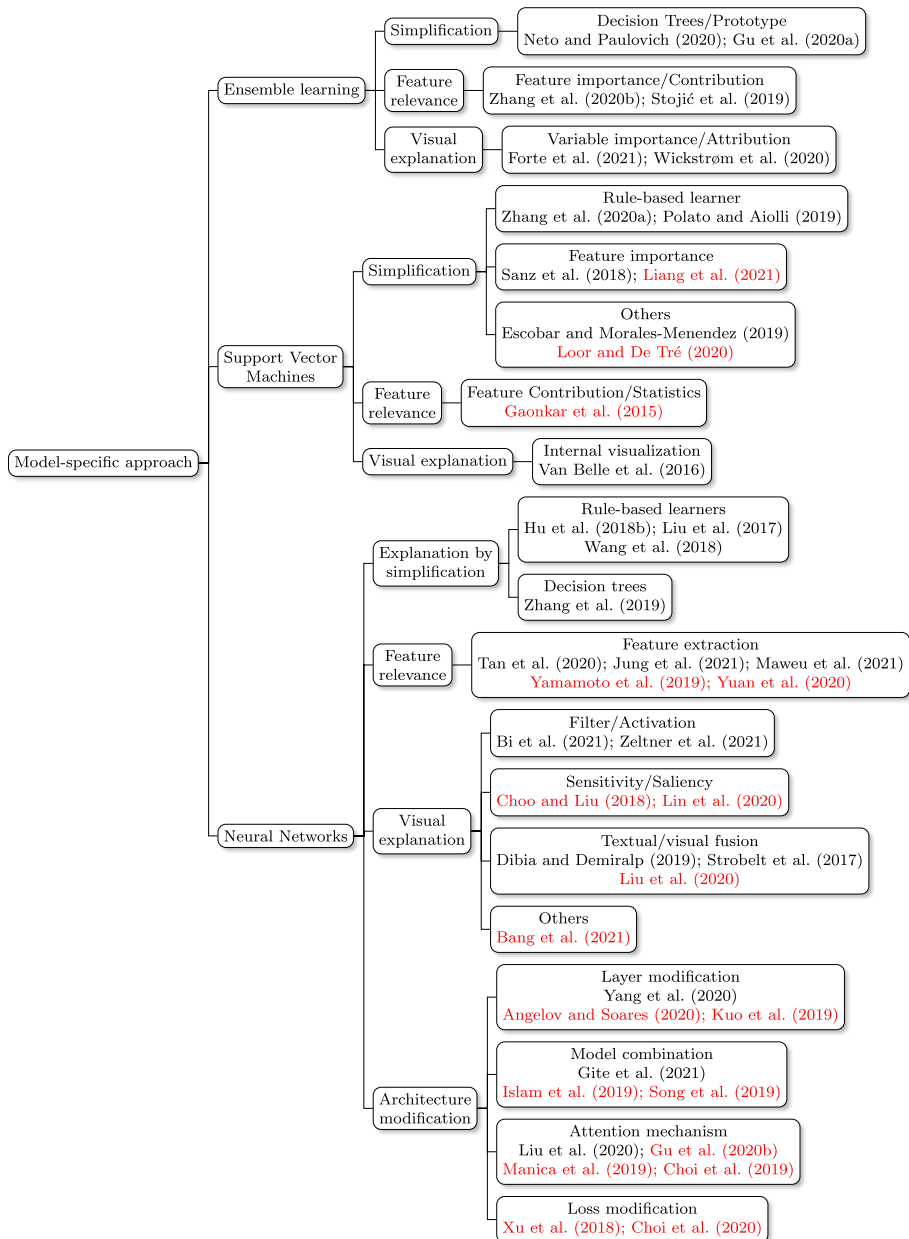 Model-specific approach
Ensemble learning
Simplification
Decision Trees/Prototype
Neto and Paulovich (2020); Gu et al. (2020a)
Feature
relevance
Feature importance/Contribution
Zhang et al. (2020b); Stojić et al. (2019)
Visual
explanation
Variable importance/Attribution
Forte et al. (2021); Wickstrøm et al. (2020)
Support Vector
Machines
Simplification
Rule-based learner
Zhang et al. (2020a); Polato and Aiolli (2019)
Feature importance
Sanz et al. (2018); Liang et al. (2021)
Others
Escobar and Morales-Menendez (2019)
Loor and De Tré (2020)
Feature
relevance
Feature Contribution/Statistics
Gaonkar et al. (2015)
Visual explanation
Internal visualization
Van Belle et al. (2016)
Neural Networks
Explanation by
simplification
Rule-based learners
Hu et al. (2018b); Liu et al. (2017)
Wang et al. (2018)
Decision trees
Zhang et al. (2019)
Feature
relevance
Feature extraction
Tan et al. (2020); Jung et al. (2021); Maweu et al. (2021)
Yamamoto et al. (2019); Yuan et al. (2020)
Visual
explanation
Filter/Activation
Bi et al. (2021); Zeltner et al. (2021)
Sensitivity/Saliency
Choo and Liu (2018); Lin et al. (2020)
Textual/visual fusion
Dibia and Demiralp (2019); Strobelt et al. (2017)
Liu et al. (2020)
Others
Bang et al. (2021)
Architecture
modification
Layer modification
Yang et al. (2020)
Angelov and Soares (2020); Kuo et al. (2019)
Model combination
Gite et al. (2021)
Islam et al. (2019); Song et al. (2019)
Attention mechanism
Liu et al. (2020); Gu et al. (2020b)
Manica et al. (2019); Choi et al. (2019)
Loss modification
Xu et al. (2018); Choi et al. (2020)